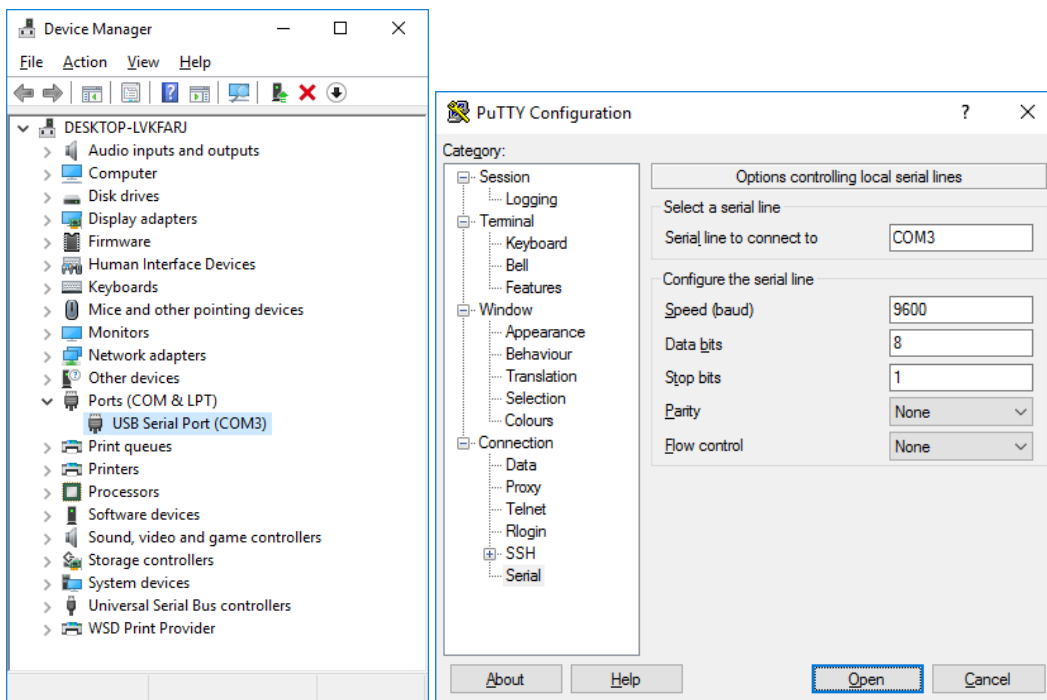 Device Manager
File Action View Help
DESKTOP-LVKFARJ
Audio inputs and outputs
Computer
Disk drives
Display adapters
Firmware
Human Interface Devices
Keyboards
Mice and other pointing devices
Monitors
Network adapters
Other devices
Ports (COM & LPT)
USB Serial Port (COM3)
Print queues
Printers
Processors
Software devices
Sound, video and game controllers
Storage controllers
System devices
Universal Serial Bus controllers
WSD Print Provider
PuTTY Configuration
Category:
Session
Logging
Terminal
Keyboard
Bell
Features
Window
Appearance
Behaviour
Translation
Selection
Colours
Connection
Data
Proxy
Telnet
Rlogin
SSH
Serial
Options controlling local serial lines
Select a serial line
Serial line to connect to COM3
Configure the serial line
Speed (baud) 9600
Data bits 8
Stop bits 1
Parity None
Flow control None
About Help Open Cancel